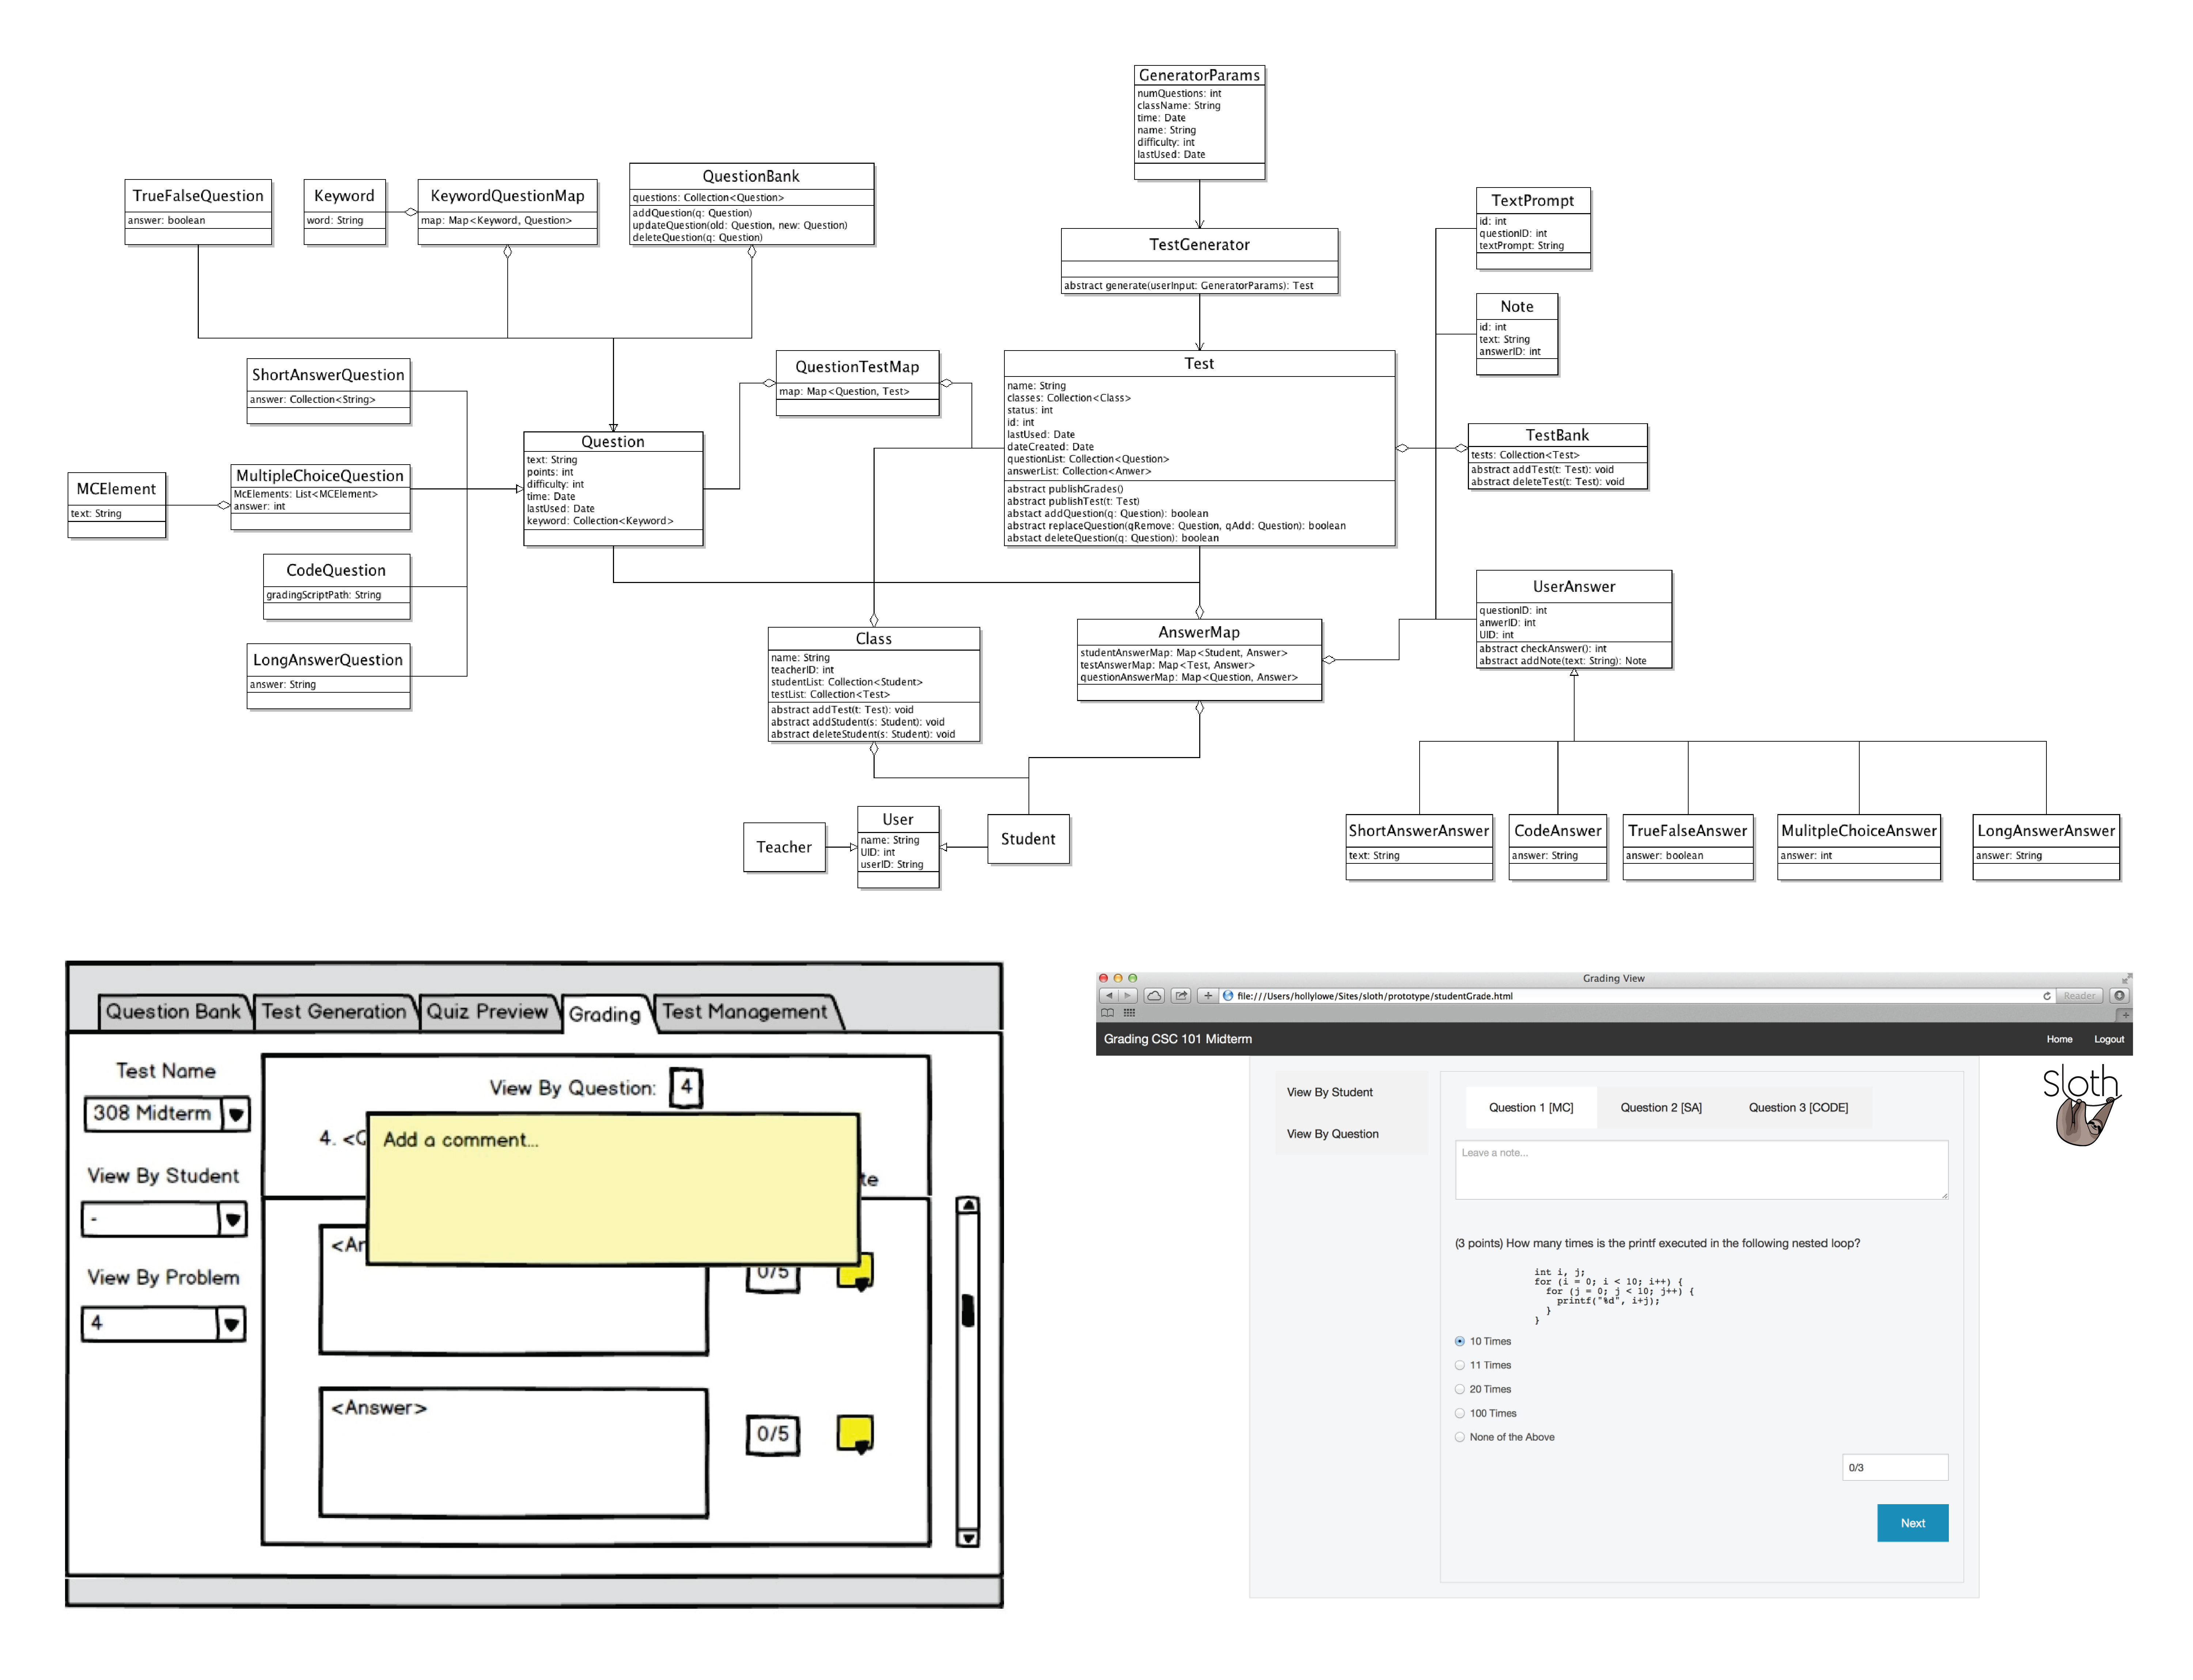 GeneratorParams
numQuestions: int
className: String
time: Date
name: String
difficulty: int
lastUsed: Date
TrueFalseQuestion
answer: boolean
Keyword
word: String
KeywordQuestionMap
map: Map<Keyword, Question>
QuestionBank
questions: Collection<Question>
addQuestion(q: Question)
updateQuestion(old: Question, new: Question)
deleteQuestion(q: Question)
TestGenerator
abstract generate(userInput: GeneratorParams): Test
TextPrompt
id: int
questionID: int
textPrompt: String
Note
id: int
text: String
answerID: int
ShortAnswerQuestion
answer: Collection<String>
QuestionTestMap
map: Map<Question, Test>
Test
name: String
classes: Collection<Class>
status: int
id: int
lastUsed: Date
dateCreated: Date
questionList: Collection<Question>
answerList: Collection<Anwer>
abstract publishGrades()
abstract publishTest(t: Test)
abstact addQuestion(q: Question): boolean
abstract replaceQuestion(qRemove: Question, qAdd: Question): boolean
abstact deleteQuestion(q: Question): boolean
TestBank
tests: Collection<Test>
abstract addTest(t: Test): void
abstract deleteTest(t: Test): void
Question
text: String
points: int
difficulty: int
time: Date
lastUsed: Date
keyword: Collection<Keyword>
MCElement
text: String
MultipleChoiceQuestion
McElements: List<MCElement>
answer: int
CodeQuestion
gradingScriptPath: String
LongAnswerQuestion
answer: String
Class
name: String
teacherID: int
studentList: Collection<Student>
testList: Collection<Test>
abstract addTest(t: Test): void
abstract addStudent(s: Student): void
abstract deleteStudent(s: Student): void
AnswerMap
studentAnswerMap: Map<Student, Answer>
testAnswerMap: Map<Test, Answer>
questionAnswerMap: Map<Question, Answer>
UserAnswer
questionID: int
anwerID: int
UID: int
abstract checkAnswer(): int
abstract addNote(text: String): Note
Teacher
User
name: String
UID: int
userID: String
Student
ShortAnswerAnswer
text: String
CodeAnswer
answer: String
TrueFalseAnswer
answer: boolean
MulitpleChoiceAnswer
answer: int
LongAnswerAnswer
answer: String
Question Bank
Test Generation
Quiz Preview
Grading
Test Management
Test Name
308 Midterm
View By Student
-
View By Problem
4
View By Question: 4
4. <
Add a comment...
te
<Ar
0/5
<Answer>
0/5
Grading View
file:///Users/hollylowe/Sites/sloth/prototype/studentGrade.html
Reader
Grading CSC 101 Midterm
Home
Logout
sloth
View By Student
View By Question
Question 1 [MC]
Question 2 [SA]
Question 3 [CODE]
Leave a note...
(3 points) How many times is the printf executed in the following nested loop?
int i, j;
for (i = 0; i < 10; i++) {
for (j = 0; j < 10; j++) {
printf("%d", i+j);
}
}
10 Times
11 Times
20 Times
100 Times
None of the Above
0/3
Next